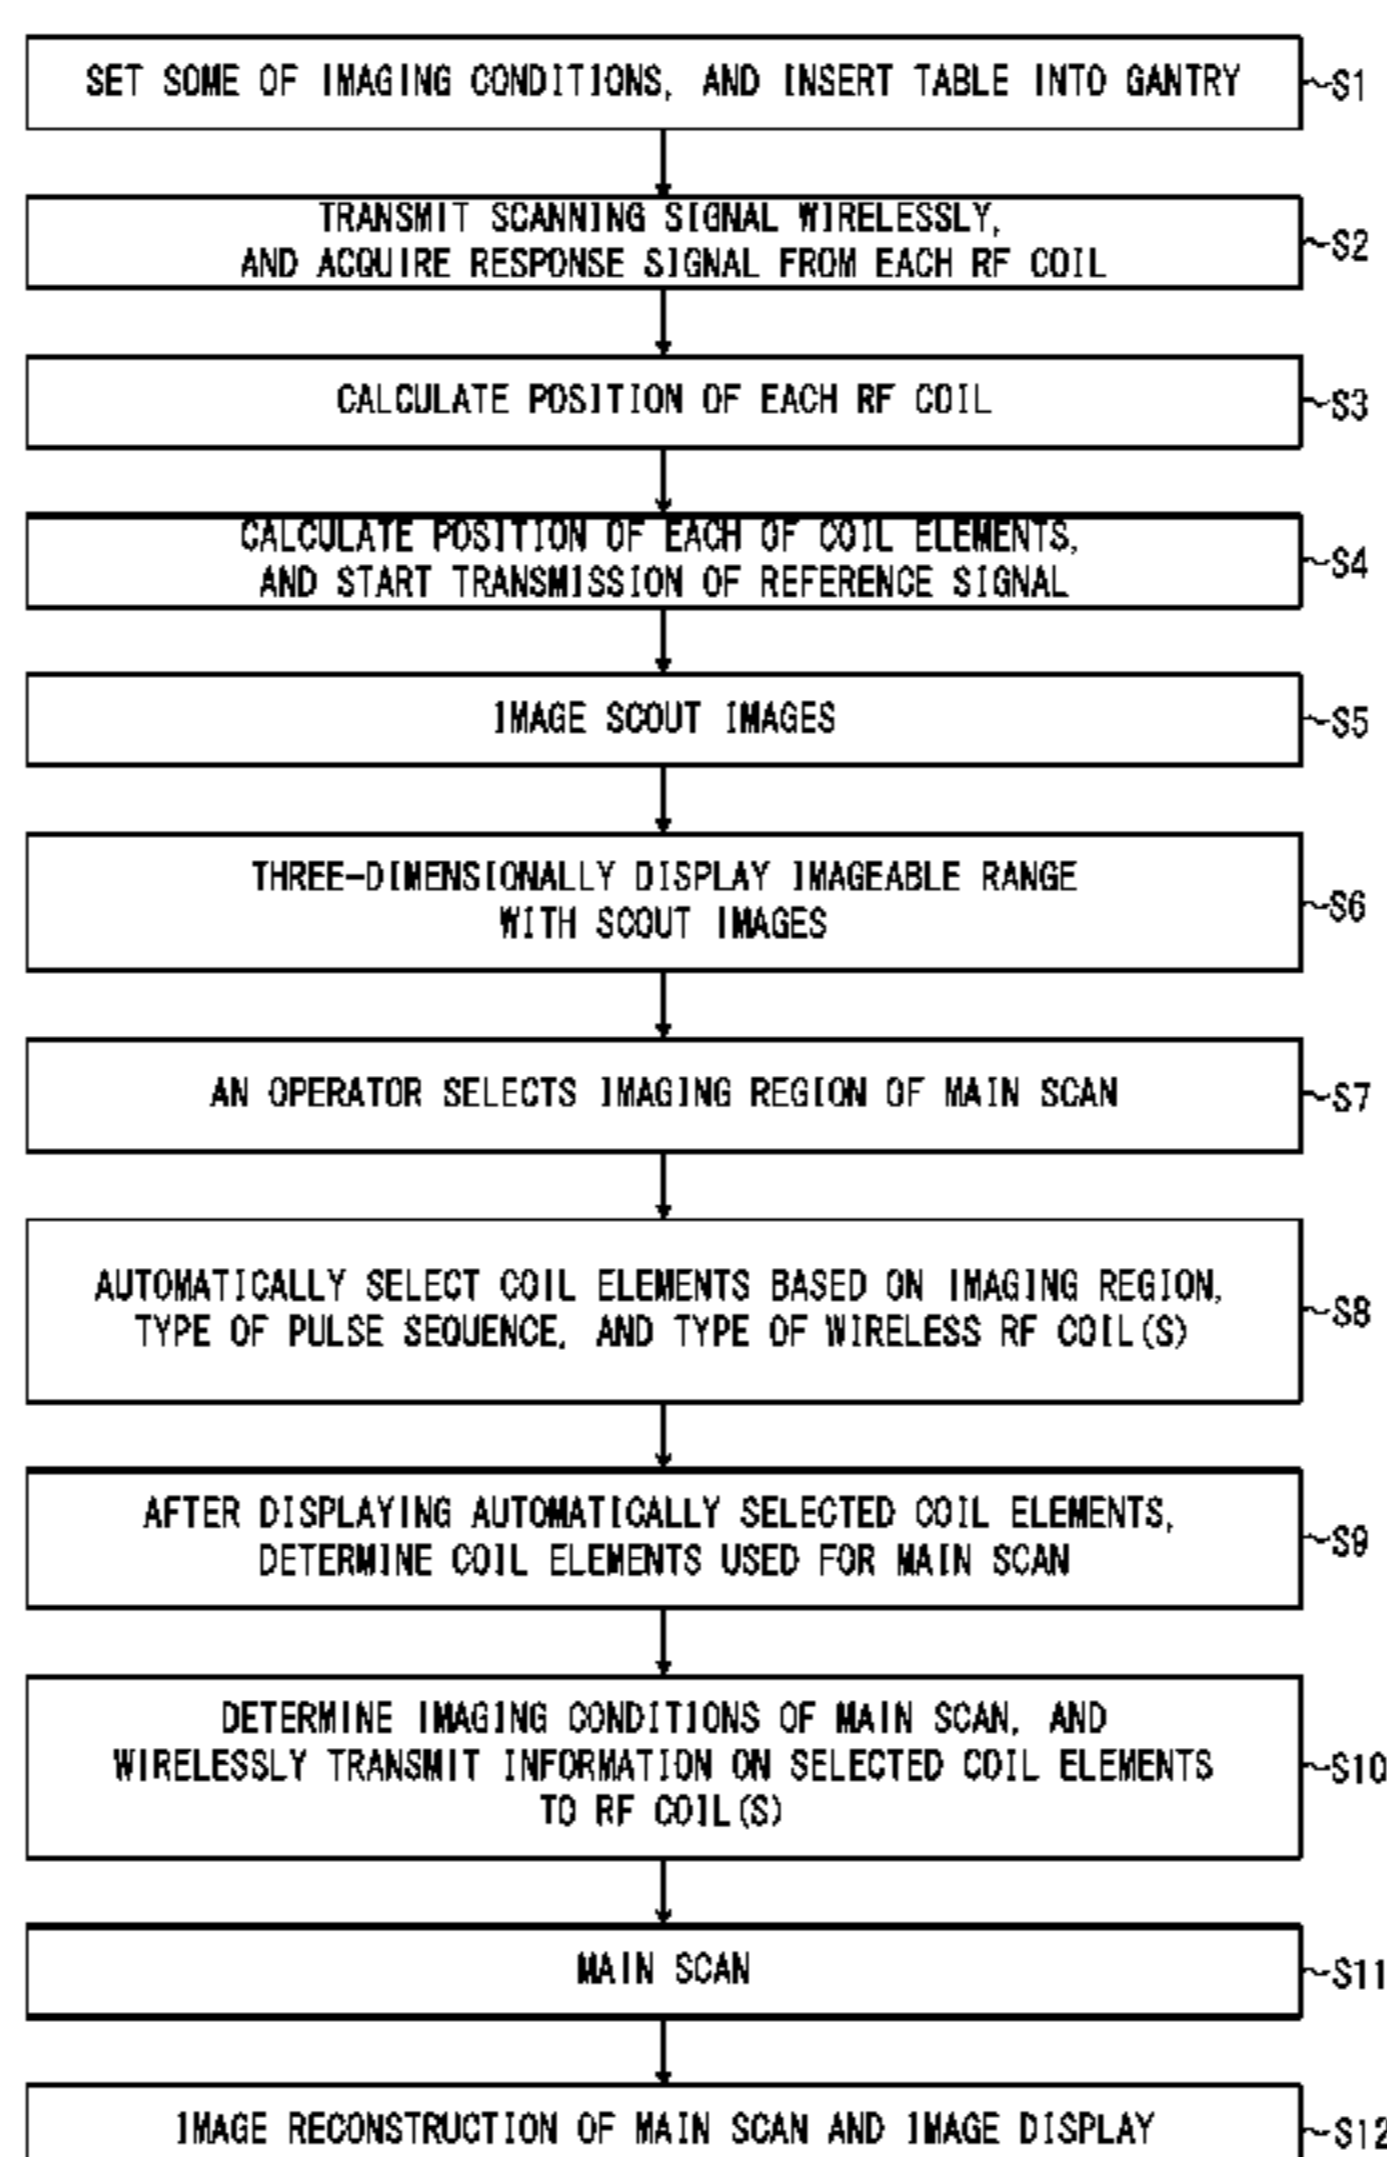 SET SOME OF IMAGING CONDITIONS, AND INSERT TABLE INTO GANTRY
~S1
TRANSMIT SCANNING SIGNAL WIRELESSLY,
AND ACQUIRE RESPONSE SIGNAL FROM EACH RF COIL
~S2
CALCULATE POSITION OF EACH RF COIL
~S3
CALCULATE POSITION OF EACH OF COIL ELEMENTS,
AND START TRANSMISSION OF REFERENCE SIGNAL
~S4
IMAGE SCOUT IMAGES
~S5
THREE-DIMENSIONALLY DISPLAY IMAGEABLE RANGE
WITH SCOUT IMAGES
~S6
AN OPERATOR SELECTS IMAGING REGION OF MAIN SCAN
~S7
AUTOMATICALLY SELECT COIL ELEMENTS BASED ON IMAGING REGION,
TYPE OF PULSE SEQUENCE, AND TYPE OF WIRELESS RF COIL(S)
~S8
AFTER DISPLAYING AUTOMATICALLY SELECTED COIL ELEMENTS,
DETERMINE COIL ELEMENTS USED FOR MAIN SCAN
~S9
DETERMINE IMAGING CONDITIONS OF MAIN SCAN, AND
WIRELESSLY TRANSMIT INFORMATION ON SELECTED COIL ELEMENTS
TO RF COIL(S)
~S10
MAIN SCAN
~S11
IMAGE RECONSTRUCTION OF MAIN SCAN AND IMAGE DISPLAY
~S12